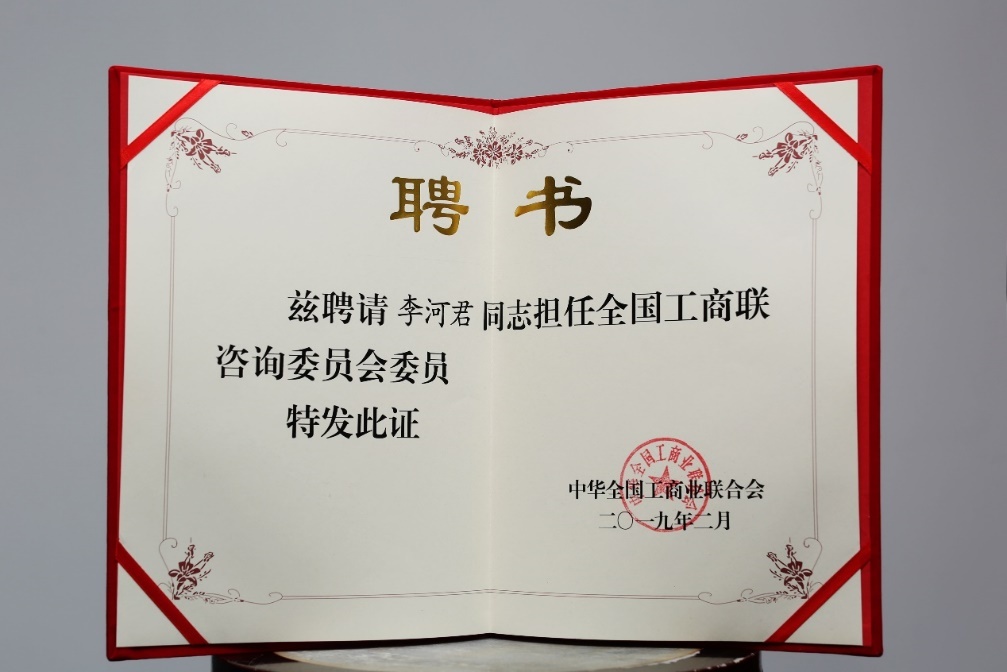 聘书
兹聘请李河君同志担任全国工商联
咨询委员会委员
特发此证
中华全国工商业联合会
二〇一九年二月